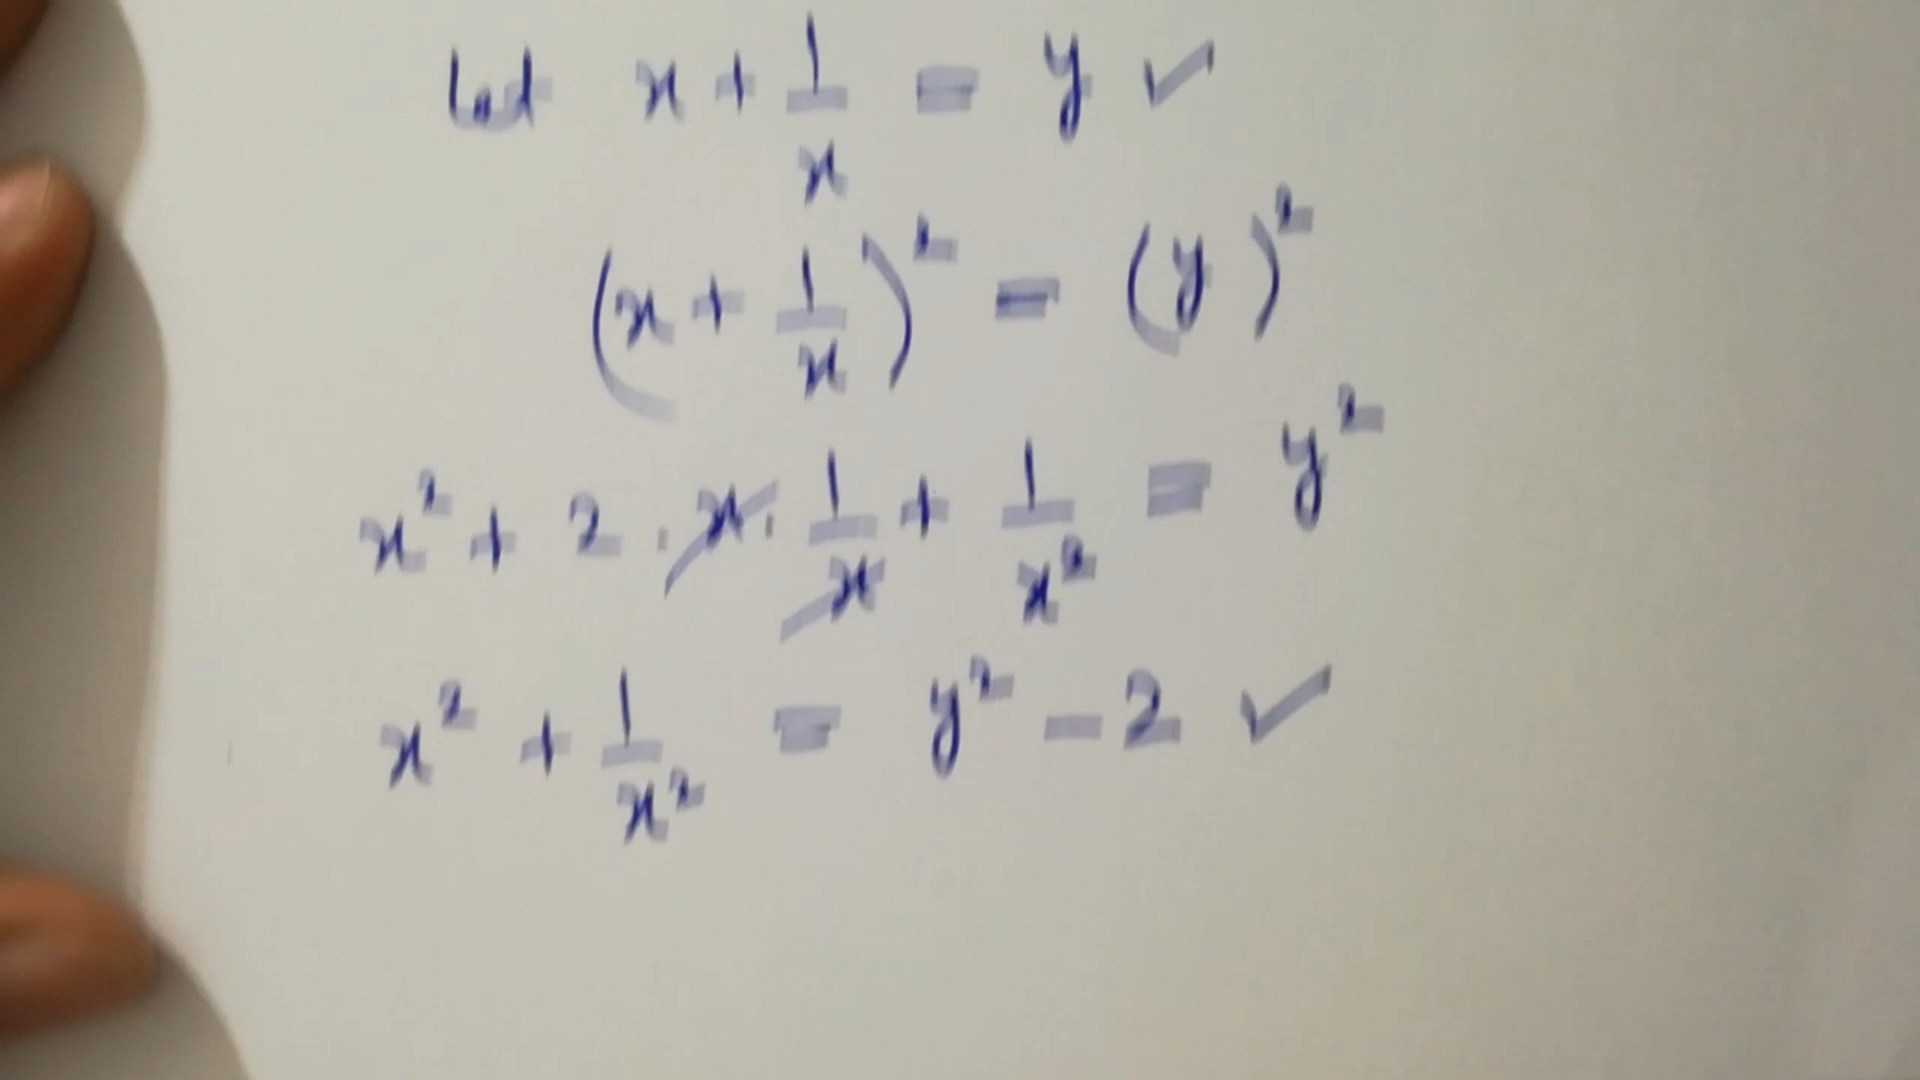 Let x + 1/x = y ✓
(x + 1/x)² = (y)²
x² + 2 . x . 1/x + 1/x² = y²
x² + 1/x² = y² - 2 ✓